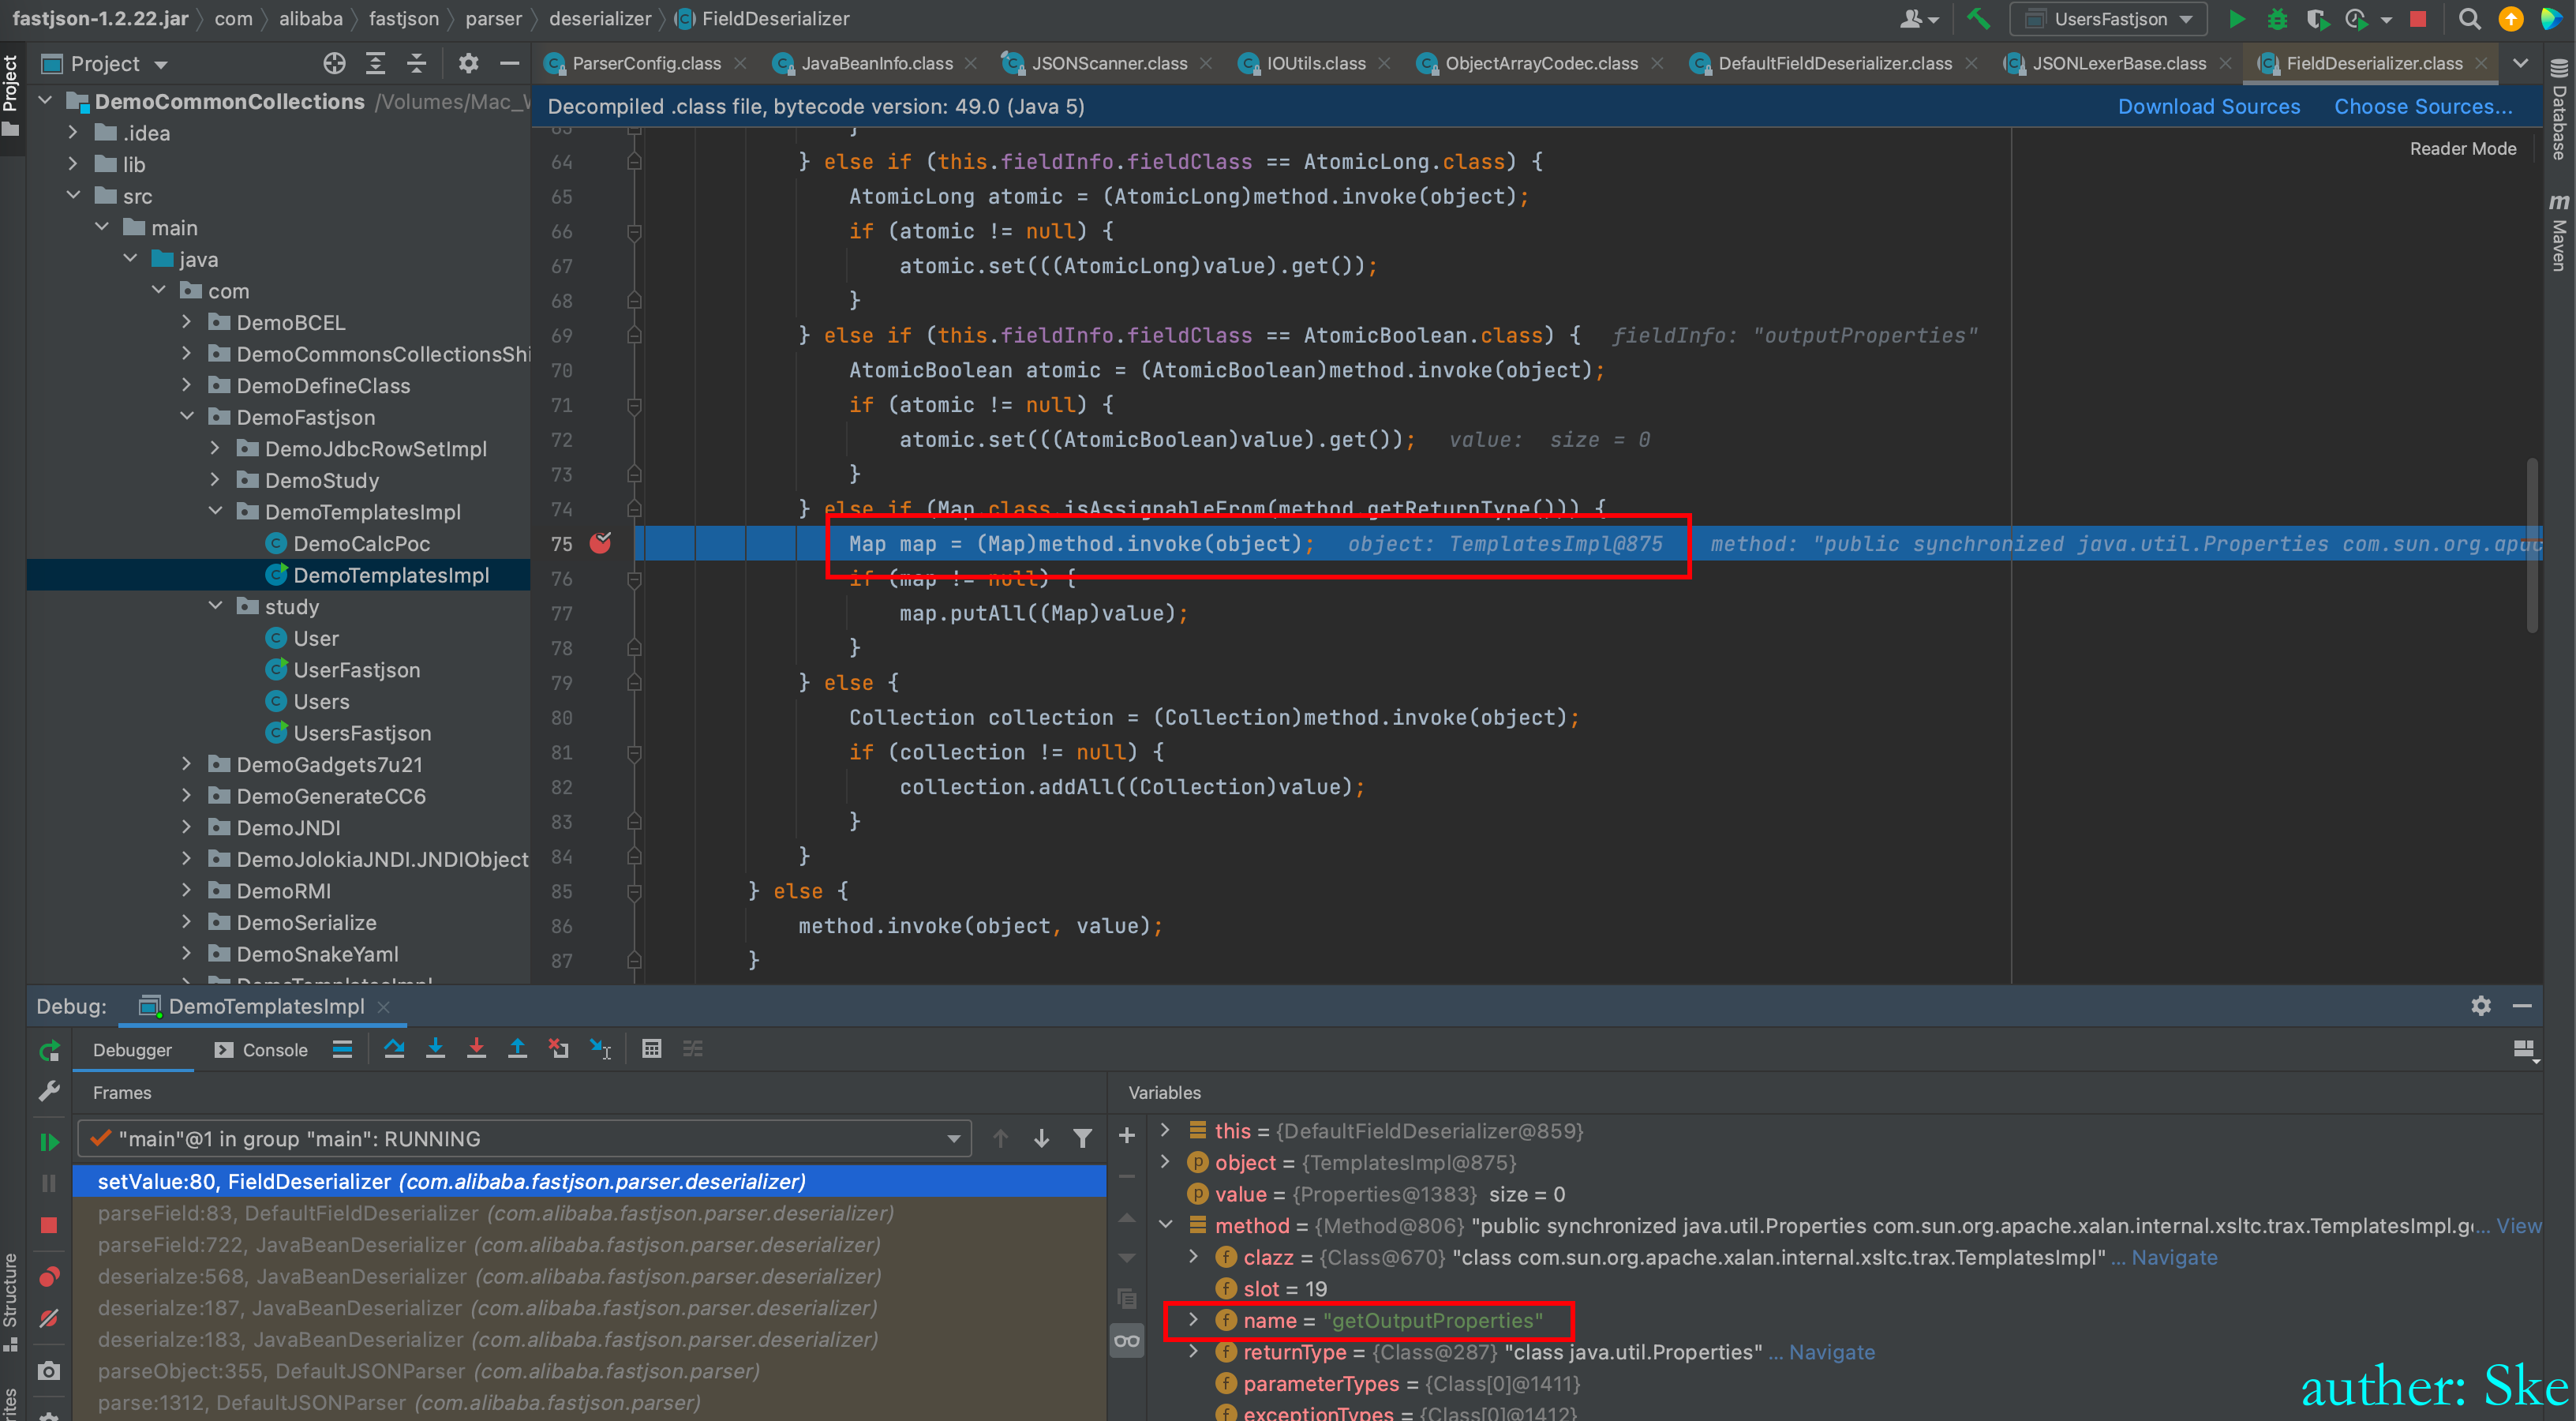 fastjson-1.2.22.jar com alibaba fastjson parser deserializer FieldDeserializer
UsersFastjson
Project
ParserConfig.class JavaBeanInfo.class JSONScanner.class IOUtils.class ObjectArrayCodec.class DefaultFieldDeserializer.class JSONLexerBase.class FieldDeserializer.class
Decompiled .class file, bytecode version: 49.0 (Java 5)
Download Sources Choose Sources...
Reader Mode
Project
Structure
Database
Maven
DemoCommonCollections
.idea
lib
src
main
java
com
DemoBCEL
DemoCommonsCollectionsShi
DemoDefineClass
DemoFastjson
DemoJdbcRowSetImpl
DemoStudy
DemoTemplatesImpl
DemoCalcPoc
DemoTemplatesImpl
study
User
UserFastjson
Users
UsersFastjson
DemoGadgets7u21
DemoGenerateCC6
DemoJNDI
DemoJolokiaJNDI.JNDIObject
DemoRMI
DemoSerialize
DemoSnakeYaml
64 } else if (this.fieldInfo.fieldClass == AtomicLong.class) {
65 AtomicLong atomic = (AtomicLong)method.invoke(object);
66 if (atomic != null) {
67 atomic.set(((AtomicLong)value).get());
68 }
69 } else if (this.fieldInfo.fieldClass == AtomicBoolean.class) { fieldInfo: "outputProperties"
70 AtomicBoolean atomic = (AtomicBoolean)method.invoke(object);
71 if (atomic != null) {
72 atomic.set(((AtomicBoolean)value).get()); value: size = 0
73 }
74 } else if (Map.class.isAssignableFrom(method.getReturnType())) {
75 Map map = (Map)method.invoke(object); object: TemplatesImpl@875 method: "public synchronized java.util.Properties com.sun.org.apac
76 if (map != null) {
77 map.putAll((Map)value);
78 }
79 } else {
80 Collection collection = (Collection)method.invoke(object);
81 if (collection != null) {
82 collection.addAll((Collection)value);
83 }
84 }
85 } else {
86 method.invoke(object, value);
87 }
Debug: DemoTemplatesImpl
Debugger Console
Frames
"main"@1 in group "main": RUNNING
setValue:80, FieldDeserializer (com.alibaba.fastjson.parser.deserializer)
parseField:83, DefaultFieldDeserializer (com.alibaba.fastjson.parser.deserializer)
parseField:722, JavaBeanDeserializer (com.alibaba.fastjson.parser.deserializer)
deserialze:568, JavaBeanDeserializer (com.alibaba.fastjson.parser.deserializer)
deserialze:187, JavaBeanDeserializer (com.alibaba.fastjson.parser.deserializer)
deserialze:183, JavaBeanDeserializer (com.alibaba.fastjson.parser.deserializer)
parseObject:355, DefaultJSONParser (com.alibaba.fastjson.parser)
parse:1312, DefaultJSONParser (com.alibaba.fastjson.parser)
Variables
this = {DefaultFieldDeserializer@859}
object = {TemplatesImpl@875}
value = {Properties@1383} size = 0
method = {Method@806} "public synchronized java.util.Properties com.sun.org.apache.xalan.internal.xsltc.trax.TemplatesImpl.g... View
clazz = {Class@670} "class com.sun.org.apache.xalan.internal.xsltc.trax.TemplatesImpl" ... Navigate
slot = 19
name = "getOutputProperties"
returnType = {Class@287} "class java.util.Properties" ... Navigate
parameterTypes = {Class[0]@1411}
exceptionTypes = {Class[0]@1412}
auther: Ske